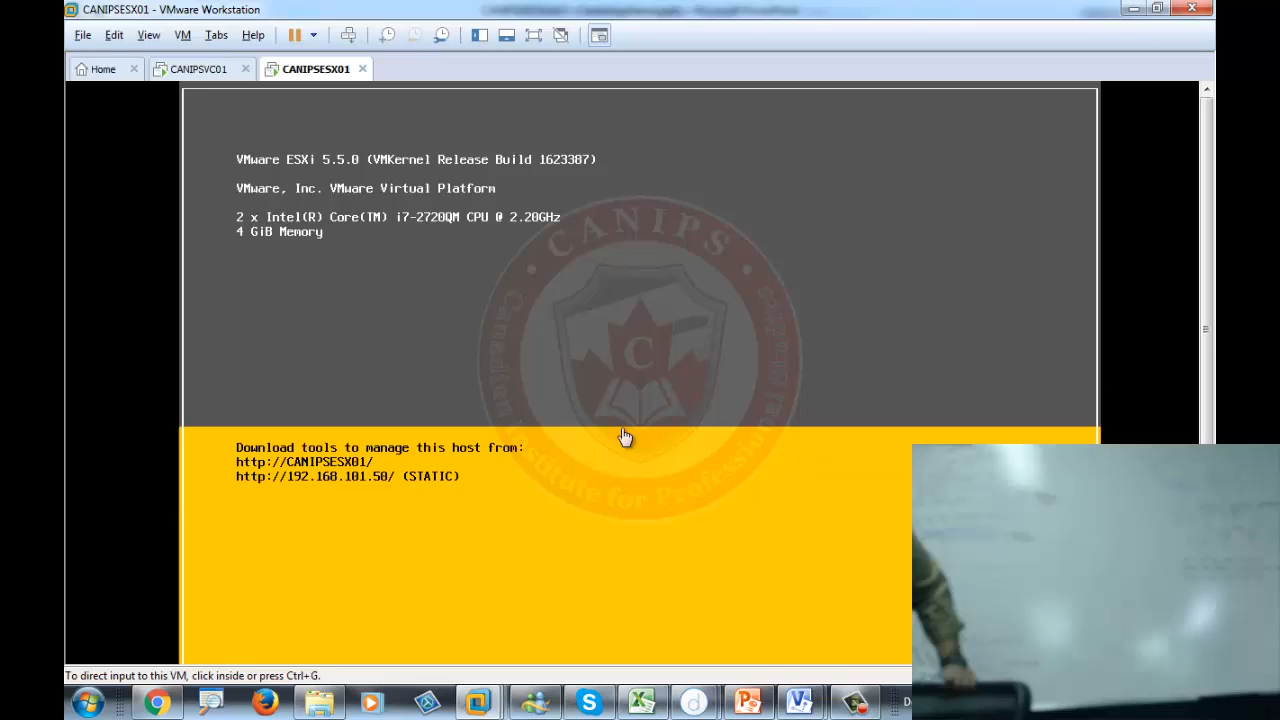 CANIPSESX01 - VMware Workstation
File Edit View VM Tabs Help
Home CANIPSVC01 CANIPSESX01
VMware ESXi 5.5.0 (VMKernel Release Build 1623387)
VMware, Inc. VMware Virtual Platform
2 x Intel(R) Core(TM) i7-2720QM CPU @ 2.20GHz
4 GiB Memory
CANIPS
C
Download tools to manage this host from:
http://CANIPSESX01/
http://192.168.101.50/ (STATIC)
To direct input to this VM, click inside or press Ctrl+G.